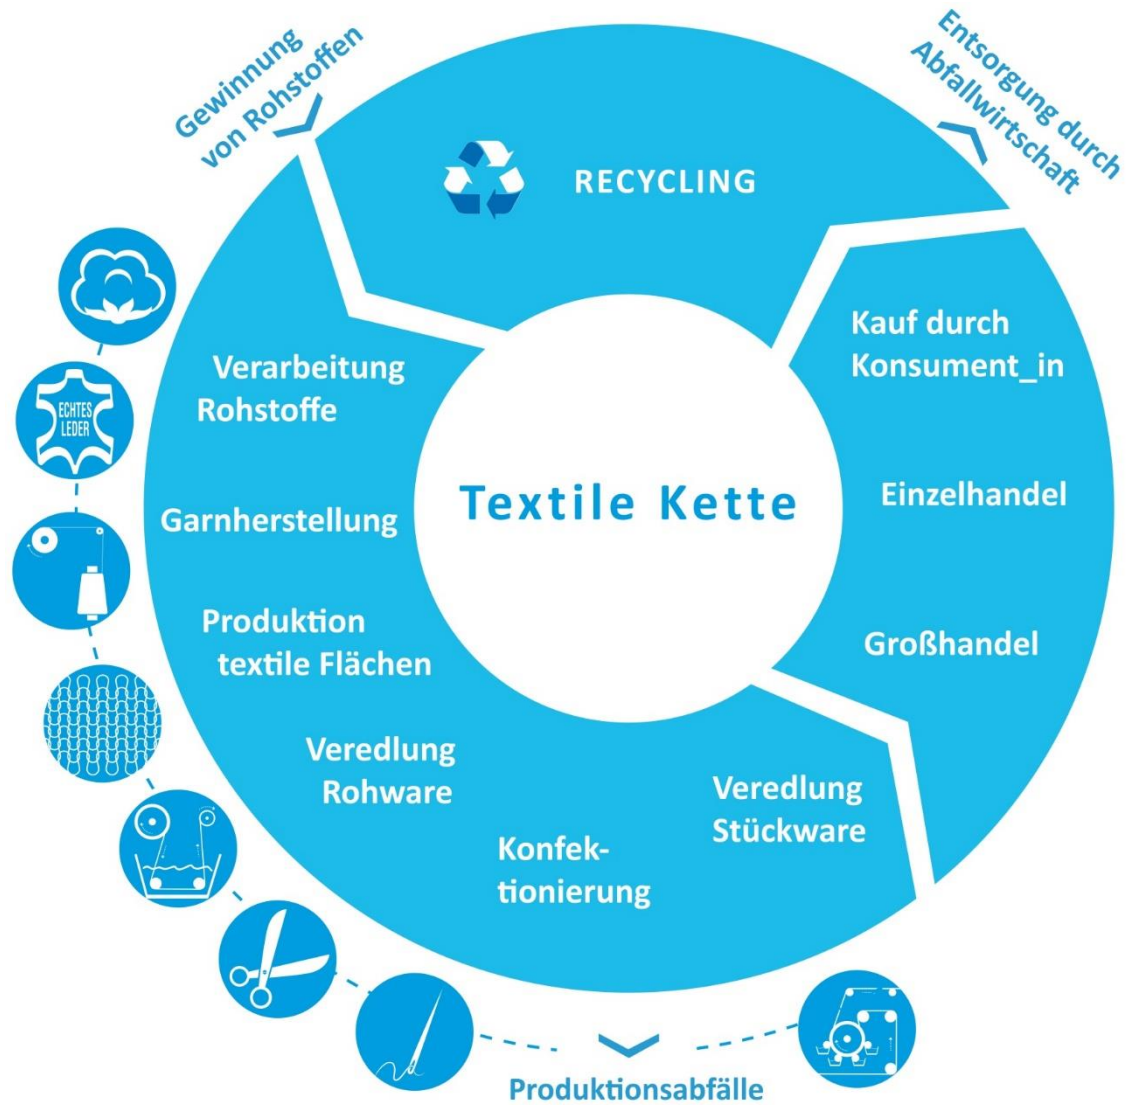 Gewinnung
von Rohstoffen
Entsorgung durch
Abfallwirtschaft
RECYCLING
Kauf durch
Konsument_in
Einzelhandel
Großhandel
Textile Kette
Verarbeitung
Rohstoffe
Garnherstellung
Produktion
textile Flächen
Veredlung
Rohware
Konfek-
tionierung
Veredlung
Stückware
ECHTES
LEDER
Produktionsabfälle